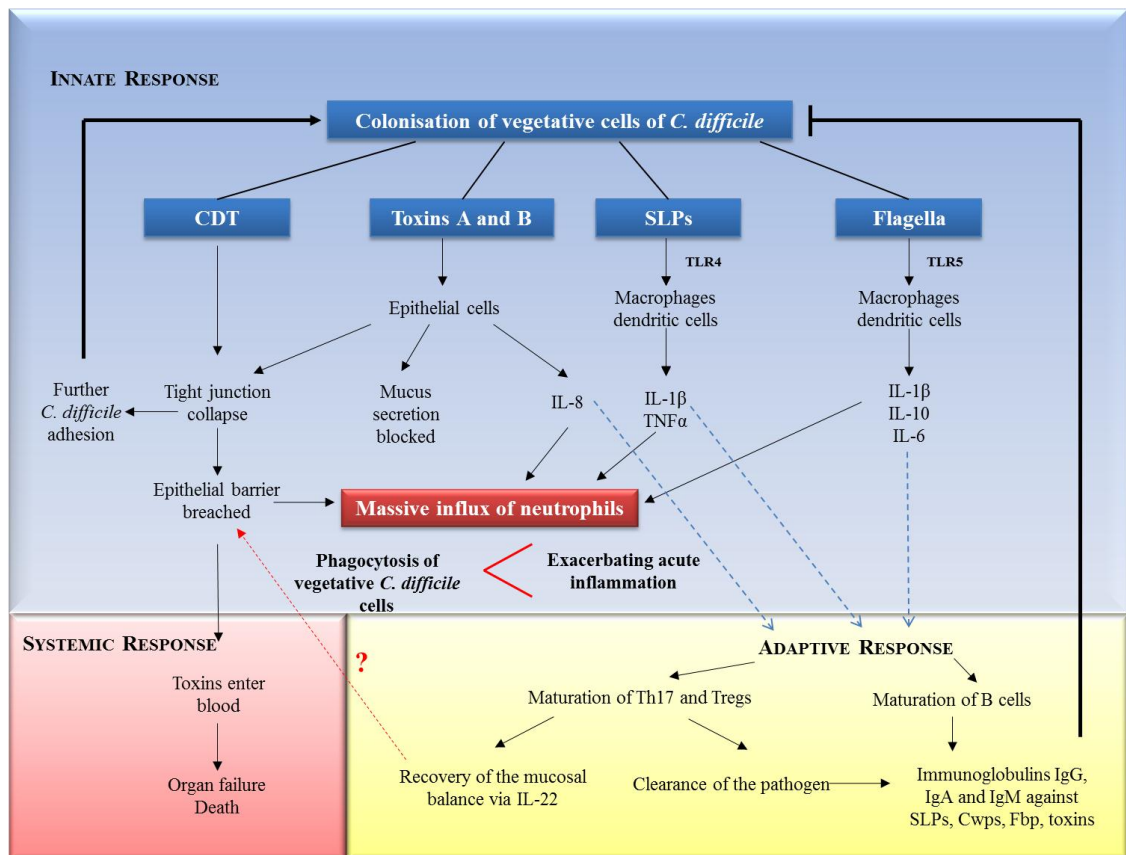 INNATE RESPONSE
Colonisation of vegetative cells of C. difficile
CDT
Toxins A and B
SLPs
Flagella
TLR4
TLR5
Epithelial cells
Macrophages
dendritic cells
Macrophages
dendritic cells
Further
C. difficile
adhesion
Tight junction
collapse
Mucus
secretion
blocked
IL-8
IL-1β
TNFα
IL-1β
IL-10
IL-6
Epithelial barrier
breached
Massive influx of neutrophils
Phagocytosis of
vegetative C. difficile
cells
Exacerbating acute
inflammation
SYSTEMIC RESPONSE
Toxins enter
blood
Organ failure
Death
?
ADAPTIVE RESPONSE
Maturation of Th17 and Tregs
Maturation of B cells
Recovery of the mucosal
balance via IL-22
Clearance of the pathogen
Immunoglobulins IgG,
IgA and IgM against
SLPs, Cwps, Fbp, toxins